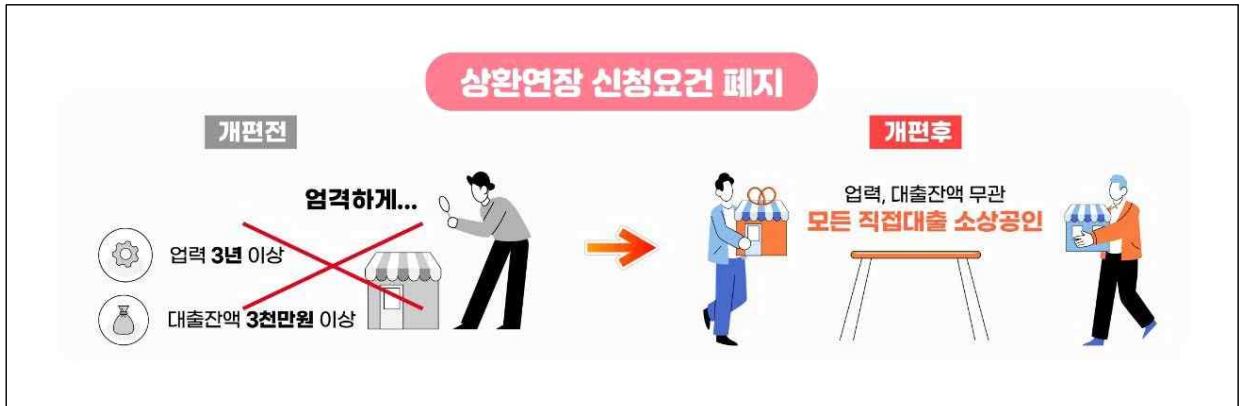 상환연장 신청요건 폐지
개편전
엄격하게...
업력 3년 이상
대출잔액 3천만원 이상
개편후
업력, 대출잔액 무관
모든 직접대출 소상공인